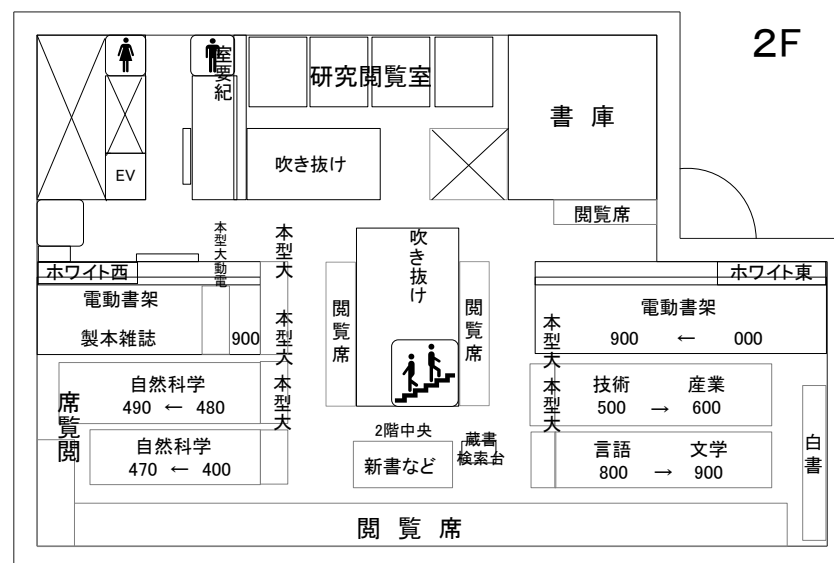 2F
室要紀
研究閲覧室
書 庫
EV
吹き抜け
閲覧席
本型大動電
本型大
吹き抜け
ホワイト西
ホワイト東
電動書架
製本雑誌
900
本型大
閲覧席
閲覧席
本型大
電動書架
900 ← 000
席覧閲
自然科学
490 ← 480
本型大
本型大
技術 産業
500 → 600
白書
自然科学
470 ← 400
2階中央
新書など
蔵書
検索台
言語 文学
800 → 900
閲 覧 席